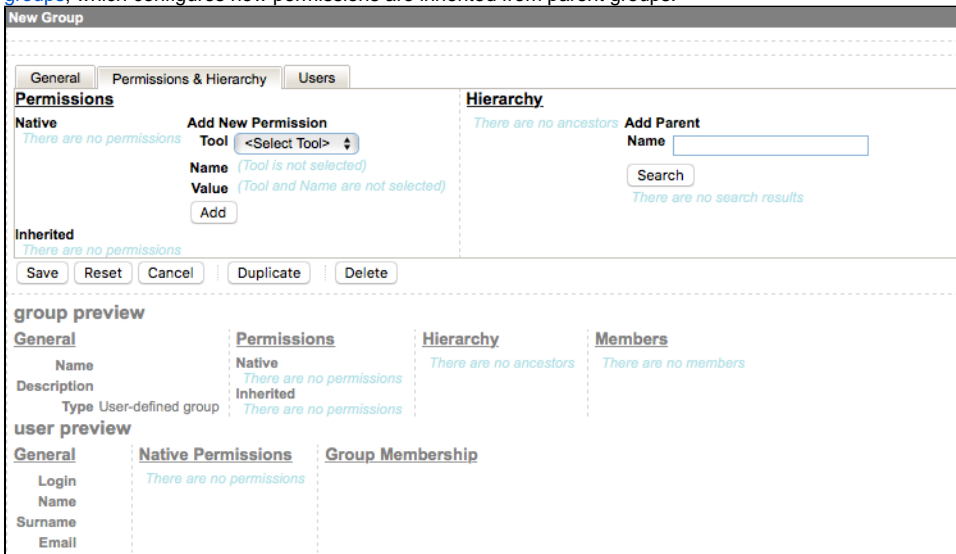 groups, which configures how permissions are inherited from parent groups.
New Group
General Permissions & Hierarchy Users
Permissions Hierarchy
Native Add New Permission There are no ancestors Add Parent
There are no permissions Tool <Select Tool> Name
Name (Tool is not selected) Search
Value (Tool and Name are not selected) There are no search results
Add
Inherited
There are no permissions
Save Reset Cancel Duplicate Delete
group preview
General Permissions Hierarchy Members
Name Native There are no ancestors There are no members
There are no permissions
Description Inherited
Type User-defined group There are no permissions
user preview
General Native Permissions Group Membership
Login There are no permissions
Name
Surname
Email